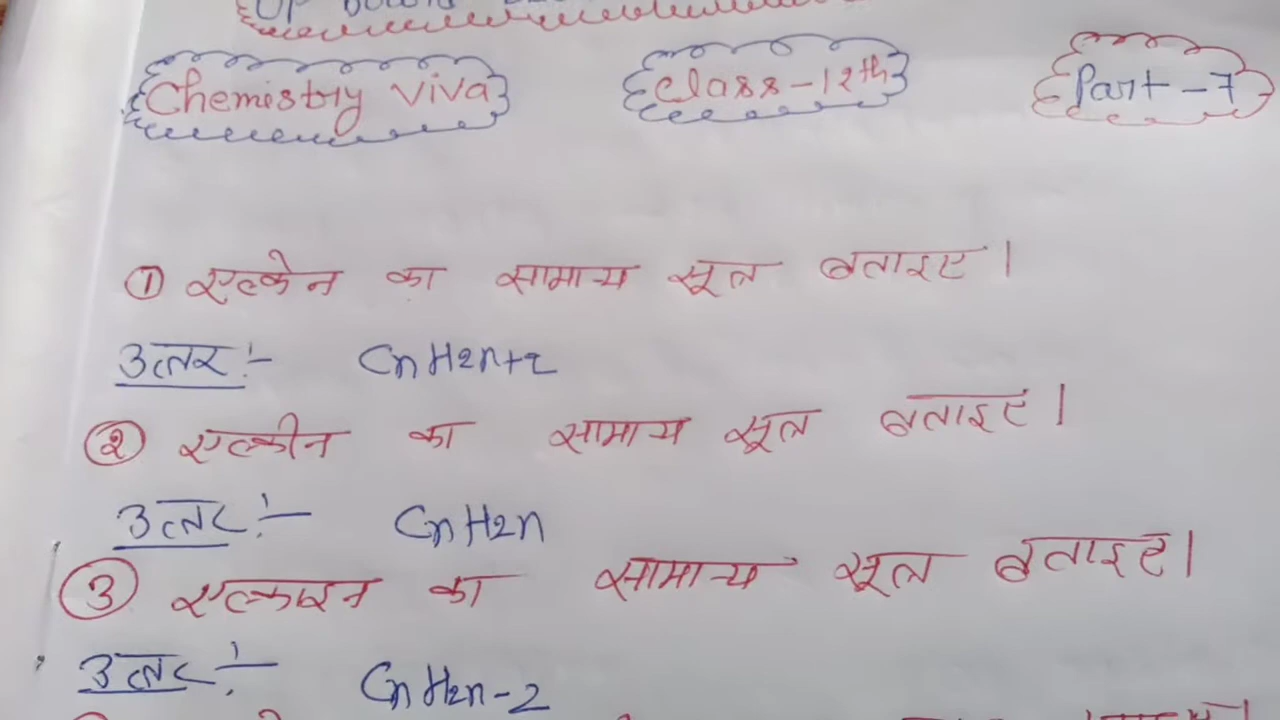 Chemistry Viva Class-12th Part-7
① एल्केन का सामान्य सूत्र बताइए।
उत्तर :- CnH2n+2
② एल्कीन का सामान्य सूत्र बताइए।
उत्तर :- CnH2n
③ एल्काइन का सामान्य सूत्र बताइए।
उत्तर :- CnH2n-2